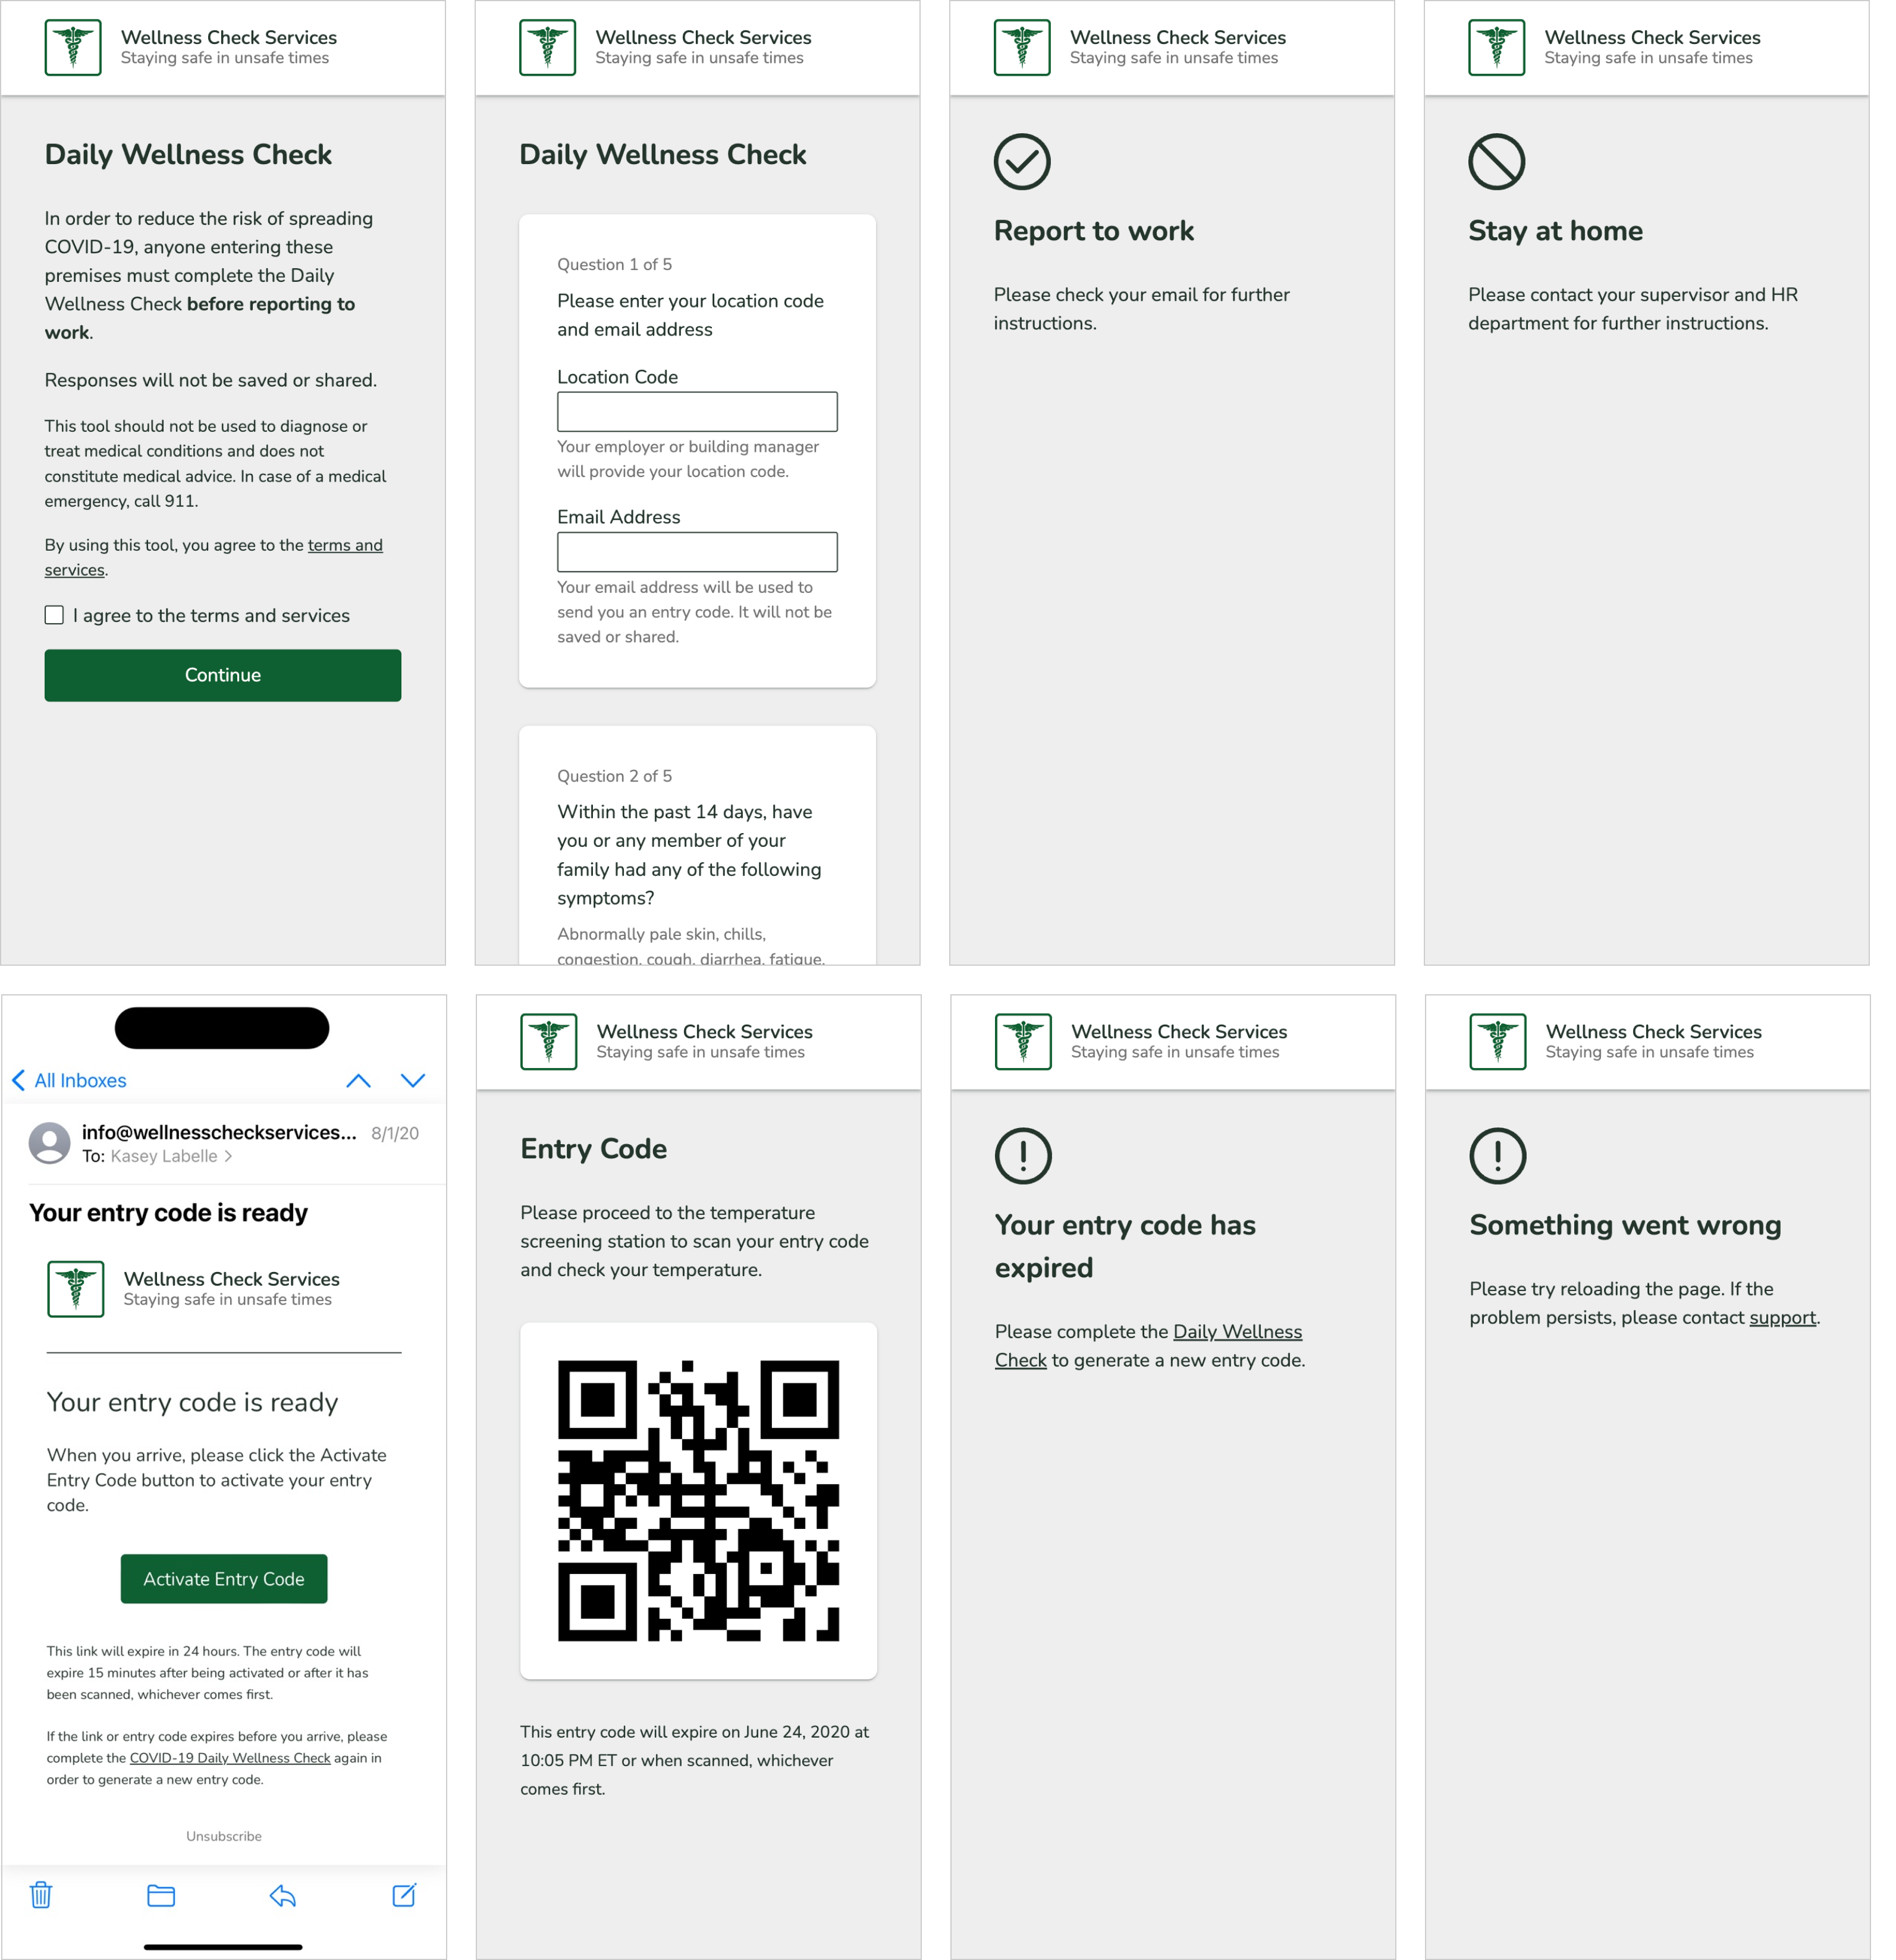 Wellness Check Services
Staying safe in unsafe times
Daily Wellness Check
In order to reduce the risk of spreading
COVID-19, anyone entering these
premises must complete the Daily
Wellness Check before reporting to
work.
Responses will not be saved or shared.
This tool should not be used to diagnose or
treat medical conditions and does not
constitute medical advice. In case of a medical
emergency, call 911.
By using this tool, you agree to the terms and
services.
I agree to the terms and services
Continue
Wellness Check Services
Staying safe in unsafe times
Daily Wellness Check
Question 1 of 5
Please enter your location code
and email address
Location Code
Your employer or building manager
will provide your location code.
Email Address
Your email address will be used to
send you an entry code. It will not be
saved or shared.
Question 2 of 5
Within the past 14 days, have
you or any member of your
family had any of the following
symptoms?
Abnormally pale skin, chills,
congestion, cough, diarrhea, fatigue,
Wellness Check Services
Staying safe in unsafe times
Report to work
Please check your email for further
instructions.
Wellness Check Services
Staying safe in unsafe times
Stay at home
Please contact your supervisor and HR
department for further instructions.
All Inboxes
info@wellnesscheckservices... 8/1/20
To: Kasey Labelle >
Your entry code is ready
Wellness Check Services
Staying safe in unsafe times
Your entry code is ready
When you arrive, please click the Activate
Entry Code button to activate your entry
code.
Activate Entry Code
This link will expire in 24 hours. The entry code will
expire 15 minutes after being activated or after it has
been scanned, whichever comes first.
If the link or entry code expires before you arrive, please
complete the COVID-19 Daily Wellness Check again in
order to generate a new entry code.
Unsubscribe
Wellness Check Services
Staying safe in unsafe times
Entry Code
Please proceed to the temperature
screening station to scan your entry code
and check your temperature.
This entry code will expire on June 24, 2020 at
10:05 PM ET or when scanned, whichever
comes first.
Wellness Check Services
Staying safe in unsafe times
Your entry code has
expired
Please complete the Daily Wellness
Check to generate a new entry code.
Wellness Check Services
Staying safe in unsafe times
Something went wrong
Please try reloading the page. If the
problem persists, please contact support.